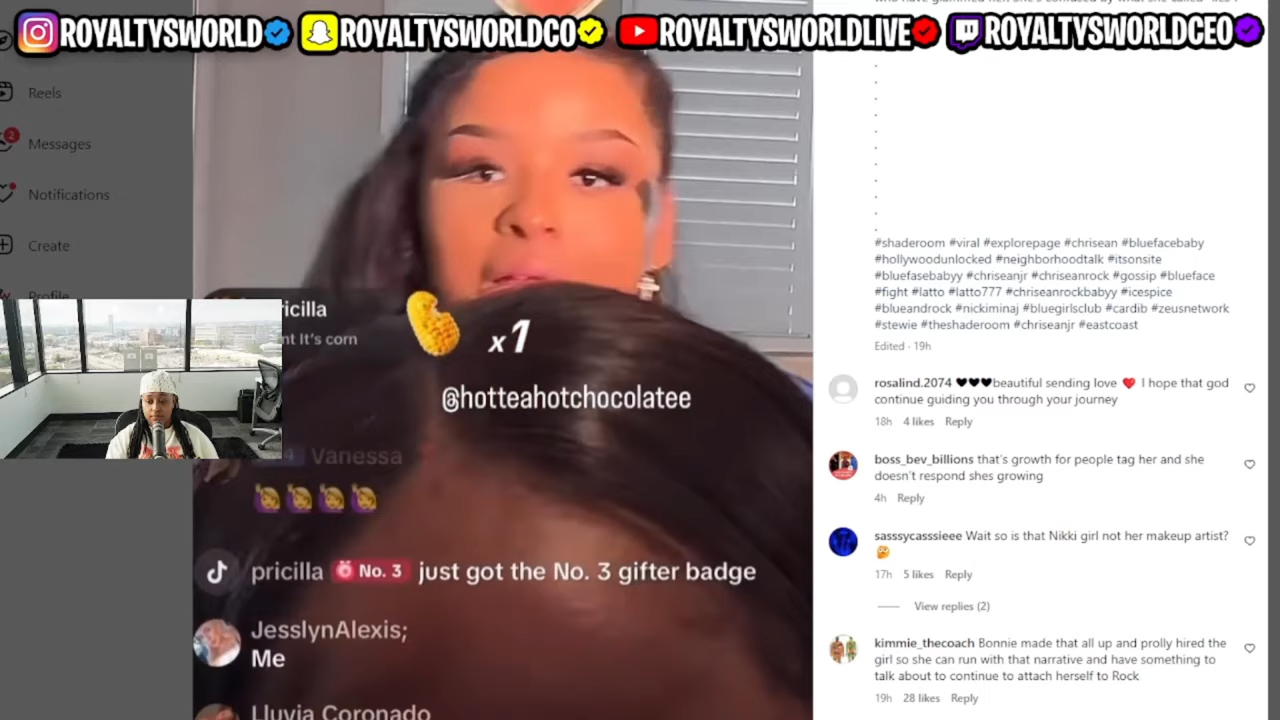 ROYALTYSWORLD
ROYALTYSWORLDCO
ROYALTYSWORLDLIVE
ROYALTYSWORLDCEO
Reels
2
Messages
Notifications
Create
Profile
ricilla
nt It's corn
x1
@hotteahotchocolatee
Vanessa
pricilla No. 3 just got the No. 3 gifter badge
JesslynAlexis;
Me
Lluvia Coronado
.
.
.
.
.
.
.
.
.
.
.
#shaderoom #viral #explorepage #chrisean #bluefacebaby
#hollywoodunlocked #neighborhoodtalk #itsonsite
#bluefasebabyy #chriseanjr #chriseanrock #gossip #blueface
#fight #latto #latto777 #chriseanrockbabyy #icespice
#blueandrock #nickiminaj #bluegirlsclub #cardib #zeusnetwork
#stewie #theshaderoom #chriseanjr #eastcoast
Edited · 19h
rosalind.2074 🖤🖤🖤beautiful sending love ❤️ I hope that god
continue guiding you through your journey
18h 4 likes Reply
boss_bev_billions that's growth for people tag her and she
doesn't respond shes growing
4h Reply
sasssycasssieee Wait so is that Nikki girl not her makeup artist?
17h 5 likes Reply
View replies (2)
kimmie_thecoach Bonnie made that all up and prolly hired the
girl so she can run with that narrative and have something to
talk about to continue to attach herself to Rock
19h 28 likes Reply